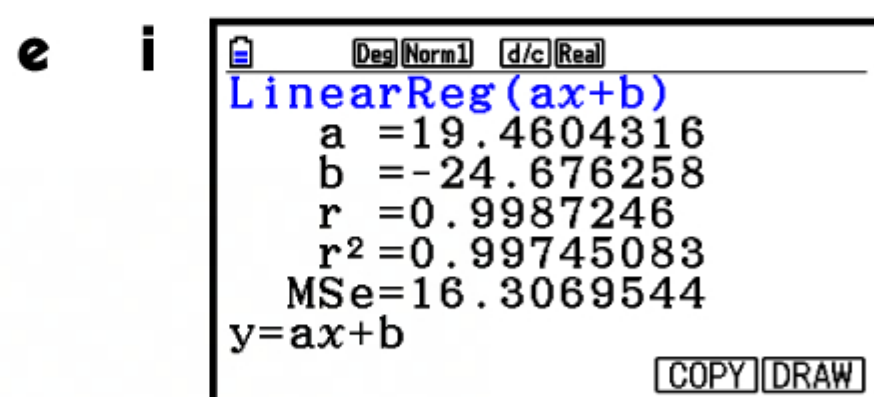 e i
Deg Norm1 d/c Real
LinearReg(ax+b)
a =19.4604316
b =-24.676258
r =0.9987246
r²=0.99745083
MSe=16.3069544
y=ax+b
COPY DRAW